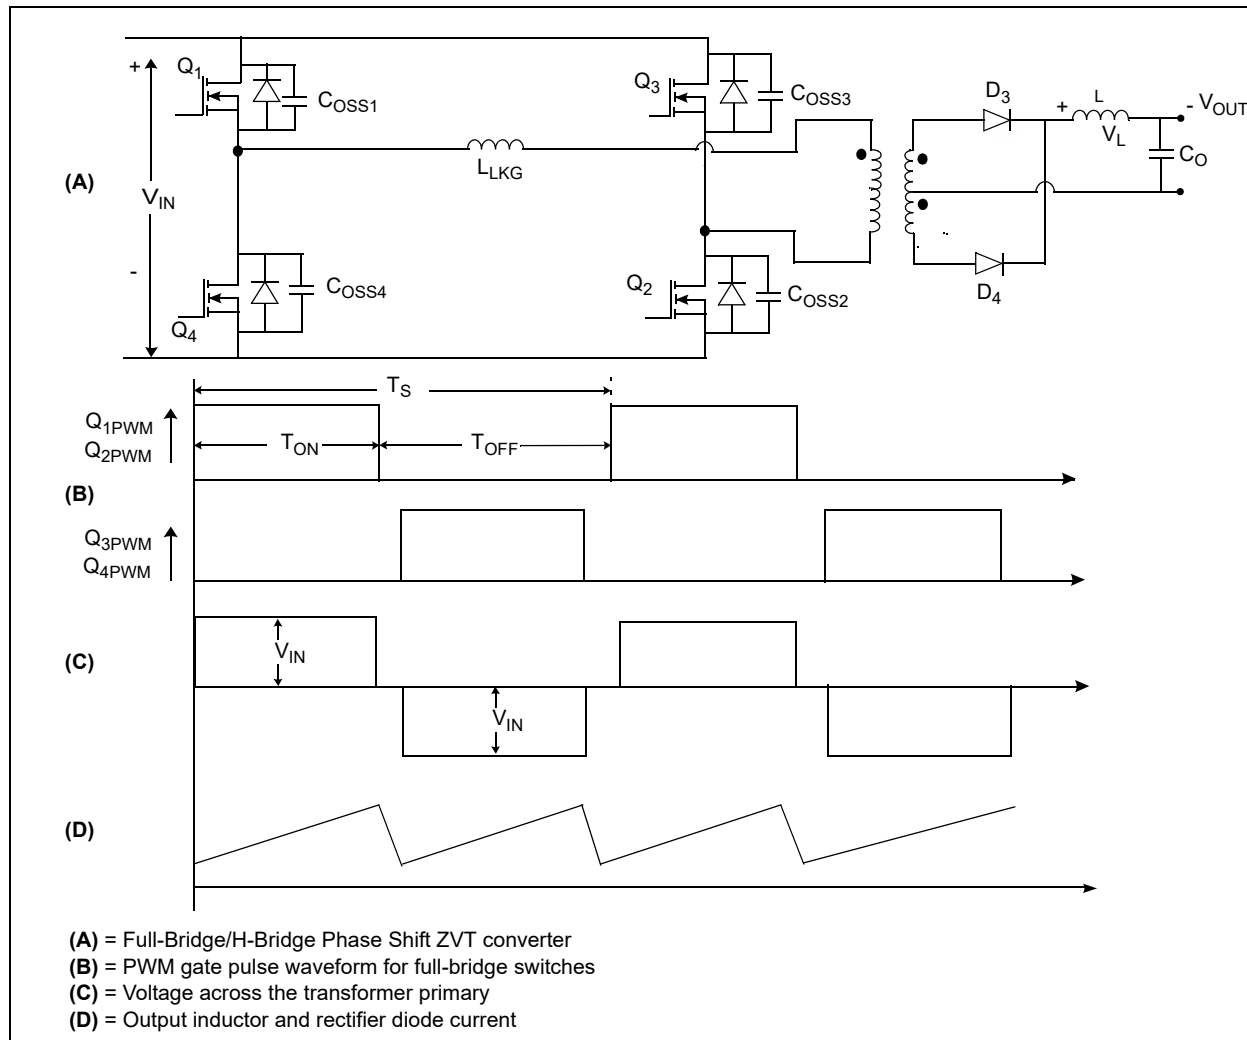 Q1
COSS1
Q3
COSS3
D3
+ L - VOUT
VL
CO
+
(A)
VIN
LLKG
-
Q4
COSS4
Q2
COSS2
D4
TS
Q1PWM
Q2PWM
TON
TOFF
(B)
Q3PWM
Q4PWM
(C)
VIN
VIN
(D)
(A) = Full-Bridge/H-Bridge Phase Shift ZVT converter
(B) = PWM gate pulse waveform for full-bridge switches
(C) = Voltage across the transformer primary
(D) = Output inductor and rectifier diode current